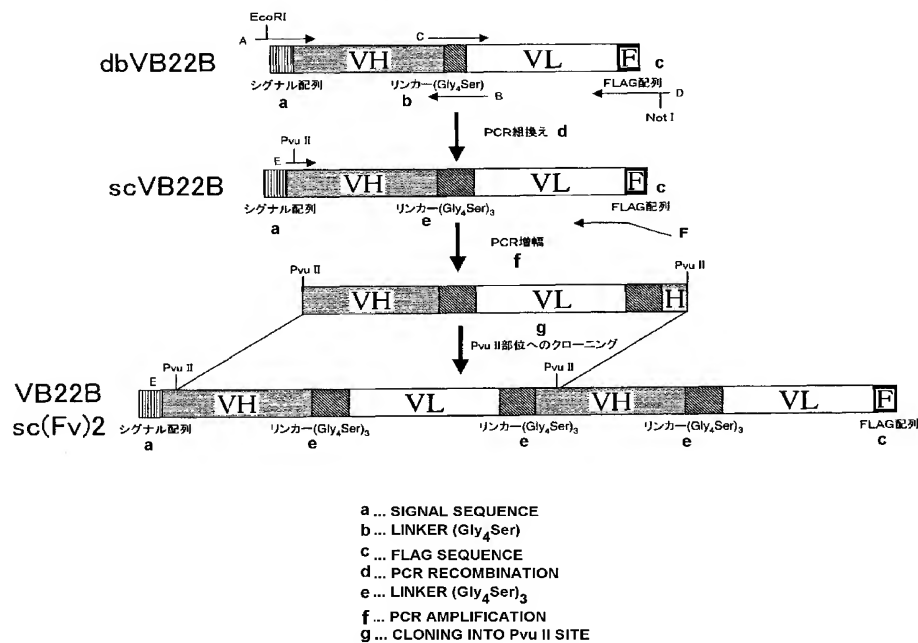 EcoRI
A
C
dbVB22B
VH
VL
F
c
シグナル配列
リンカー(Gly₄Ser)
FLAG配列
a
b
B
D
Not I
PCR組換え d
Pvu II
E
scVB22B
VH
VL
F
c
シグナル配列
リンカー(Gly₄Ser)₃
FLAG配列
a
e
F
PCR増幅
f
Pvu II
Pvu II
VH
VL
H
g
Pvu II部位へのクローニング
E
Pvu II
Pvu II
VB22B
sc(Fv)2
VH
VL
VH
VL
F
シグナル配列
リンカー(Gly₄Ser)₃
リンカー(Gly₄Ser)₃
リンカー(Gly₄Ser)₃
FLAG配列
a
e
e
e
c
a ... SIGNAL SEQUENCE
b ... LINKER (Gly₄Ser)
c ... FLAG SEQUENCE
d ... PCR RECOMBINATION
e ... LINKER (Gly₄Ser)₃
f ... PCR AMPLIFICATION
g ... CLONING INTO Pvu II SITE